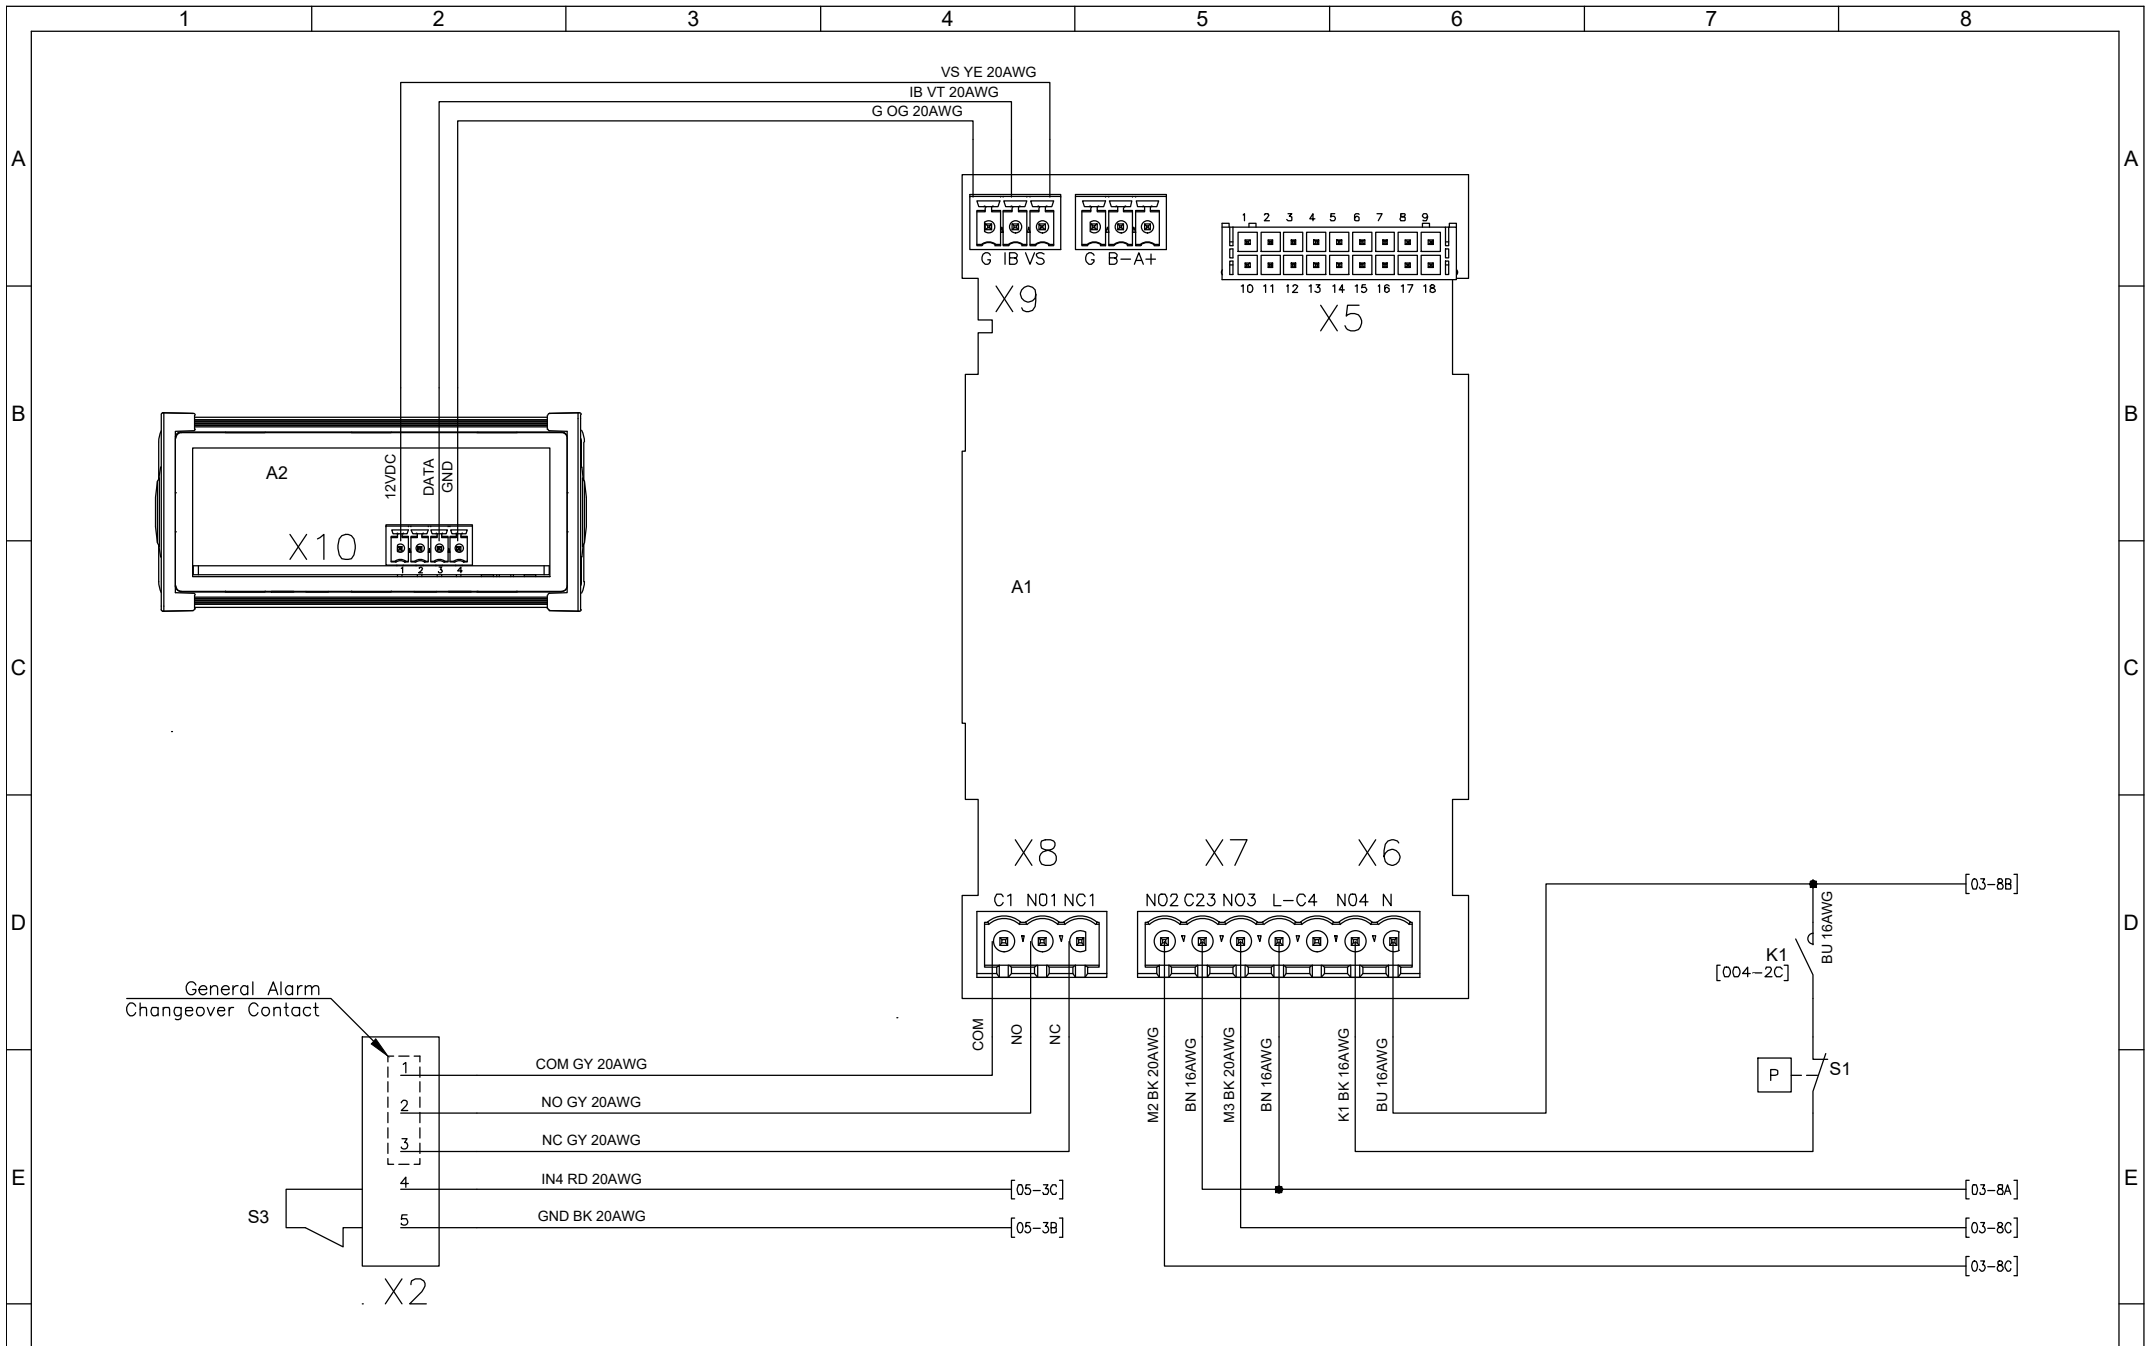 1 2 3 4 5 6 7 8
VS YE 20AWG
IB VT 20AWG
G OG 20AWG
A A
1 2 3 4 5 6 7 8 9
G IB VS G B-A+
10 11 12 13 14 15 16 17 18
X9
X5
B B
12VDC
DATA
GND
A2
X10
1 2 3 4
A1
C C
X8 X7 X6
[03-8B]
C1 NO1 NC1 NO2 C23 NO3 L-C4 NO4 N
D D
BU 16AWG
K1
[004-2C]
General Alarm
Changeover Contact
COM
NO
NC
M2 BK 20AWG
BN 16AWG
M3 BK 20AWG
BN 16AWG
K1 BK 16AWG
BU 16AWG
P
S1
1 COM GY 20AWG
2 NO GY 20AWG
3 NC GY 20AWG
E E
4 IN4 RD 20AWG [05-3C]
[03-8A]
S3
5 GND BK 20AWG [05-3B]
[03-8C]
[03-8C]
X2